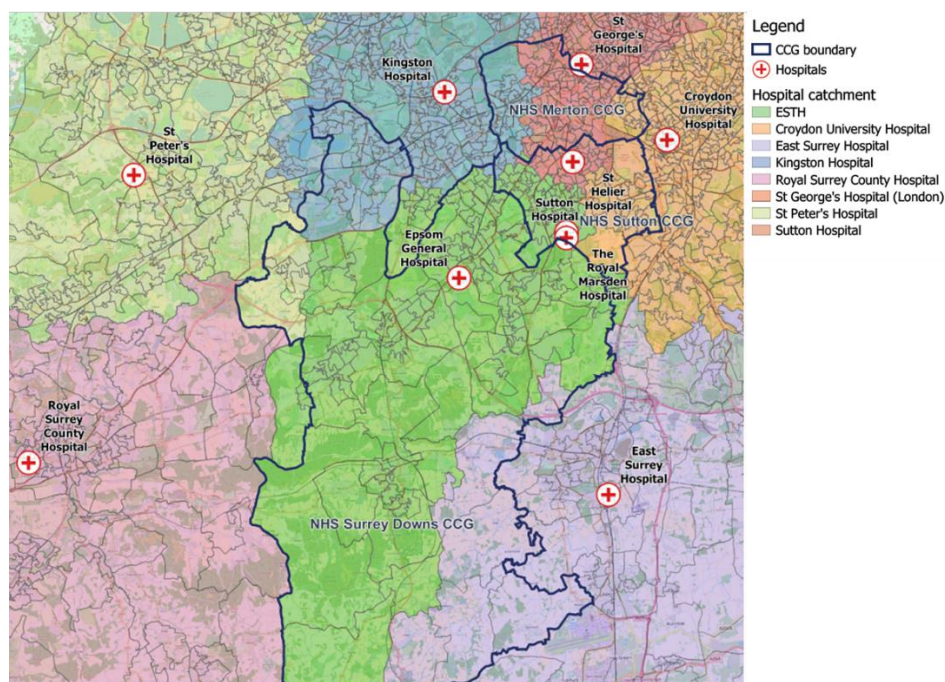 St
George's
Hospital
Kingston
Hospital
NHS Merton CCG
Croydon
University
Hospital
St
Peter's
Hospital
St
Helier
Hospital
Sutton
Hospital
NHS Sutton CCG
Epsom
General
Hospital
The
Royal
Marsden
Hospital
Royal
Surrey
County
Hospital
East
Surrey
Hospital
NHS Surrey Downs CCG
Legend
CCG boundary
Hospitals
Hospital catchment
ESTH
Croydon University Hospital
East Surrey Hospital
Kingston Hospital
Royal Surrey County Hospital
St George's Hospital (London)
St Peter's Hospital
Sutton Hospital